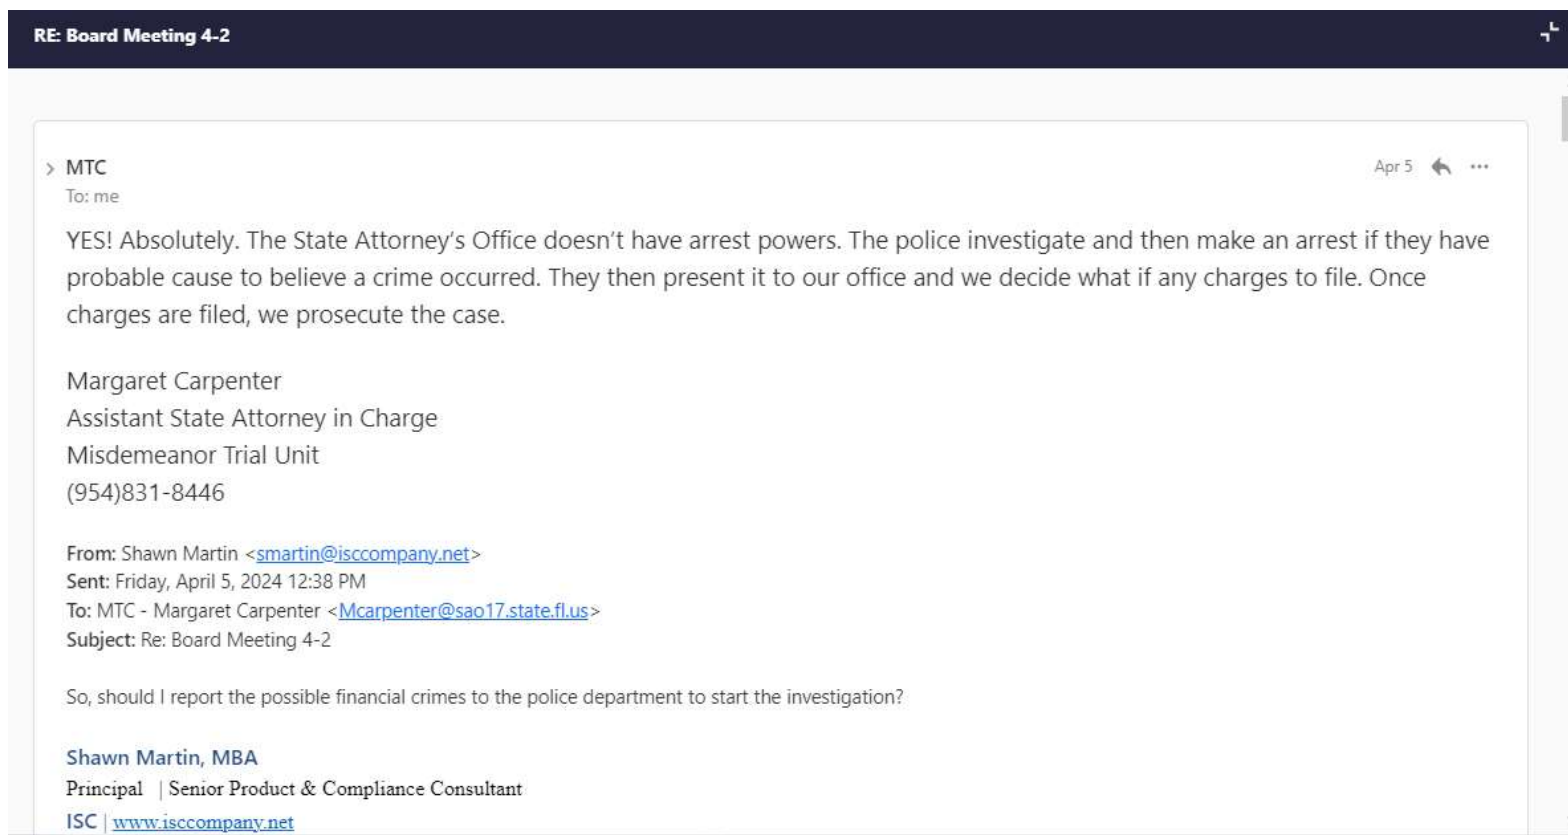 RE: Board Meeting 4-2
MTC
Apr 5
To: me
YES! Absolutely. The State Attorney’s Office doesn’t have arrest powers. The police investigate and then make an arrest if they have
probable cause to believe a crime occurred. They then present it to our office and we decide what if any charges to file. Once
charges are filed, we prosecute the case.
Margaret Carpenter
Assistant State Attorney in Charge
Misdemeanor Trial Unit
(954)831-8446
From: Shawn Martin <smartin@isccompany.net>
Sent: Friday, April 5, 2024 12:38 PM
To: MTC - Margaret Carpenter <Mcarpenter@sao17.state.fl.us>
Subject: Re: Board Meeting 4-2
So, should I report the possible financial crimes to the police department to start the investigation?
Shawn Martin, MBA
Principal | Senior Product & Compliance Consultant
ISC | www.isccompany.net